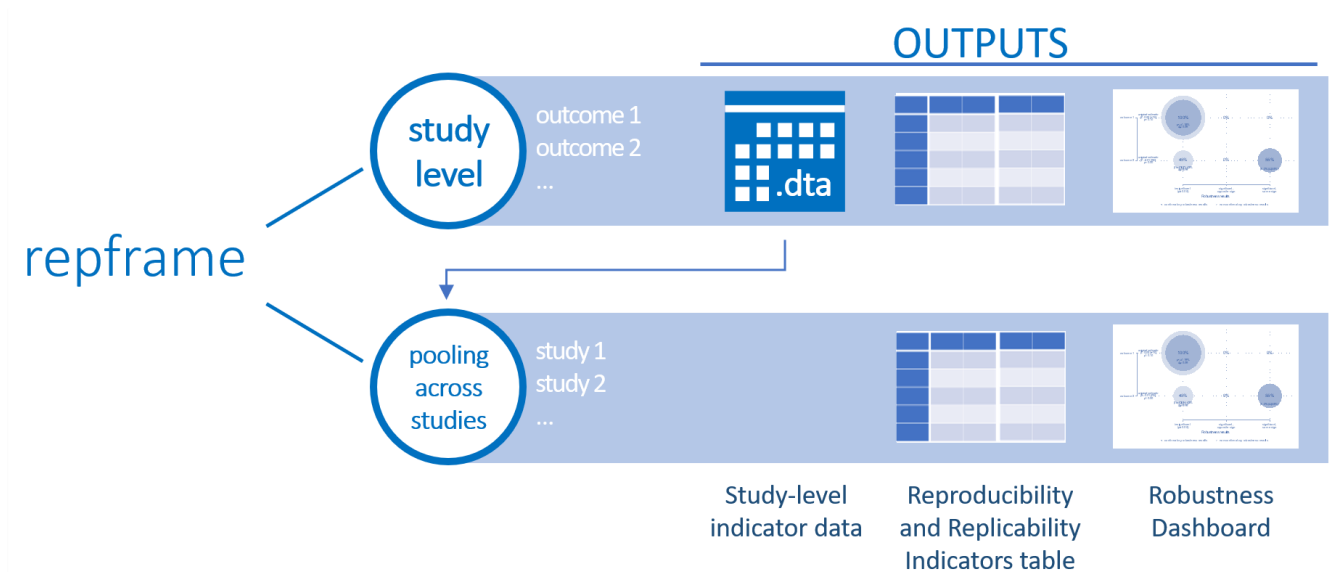 OUTPUTS
study
level
outcome 1
outcome 2
...
.dta
repframe
pooling
across
studies
study 1
study 2
...
Study-level
indicator data
Reproducibility
and Replicability
Indicators table
Robustness
Dashboard